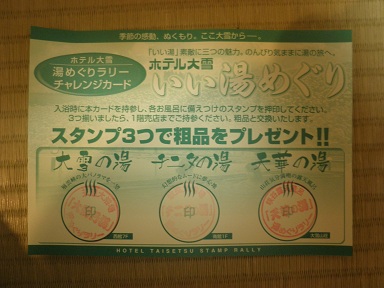 季節の感動、ぬくもり。ここ大雪から―。
ホテル大雪
湯めぐりラリー
チャレンジカード
「いい湯」素敵に三つの魅力。のんびり気ままに湯の旅へ。
ホテル大雪
いい湯めぐり
入浴時に本カードを持参し、各お風呂に備えつけのスタンプを押印してください。
3つ揃いましたら、1階売店までご持参ください。粗品と交換いたします。
スタンプ3つで粗品をプレゼント!!
大雪の湯
チニタの湯
天華の湯
印
印
印
HOTEL TAISETSU STAMP RALLY